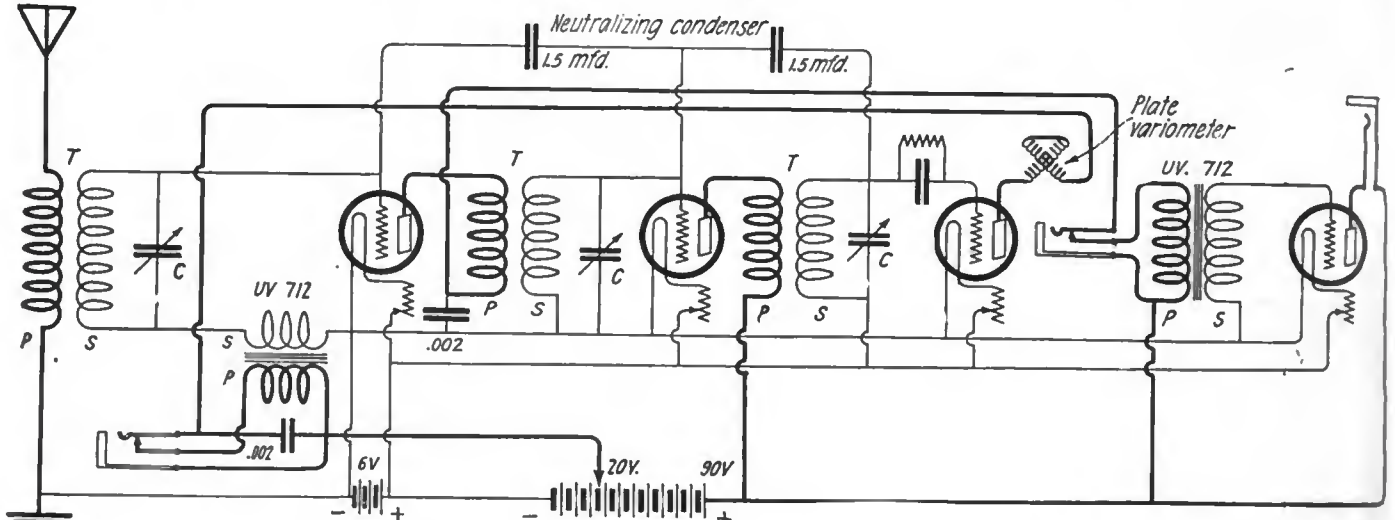 Neutralizing condenser
1.5 mfd.
1.5 mfd.
Plate
variometer
T
T
T
UV. 712
C
C
C
UV 712
P
S
S
P
S
P
S
P
S
.002
P
.002
6V
20V.
90V
- +
- +